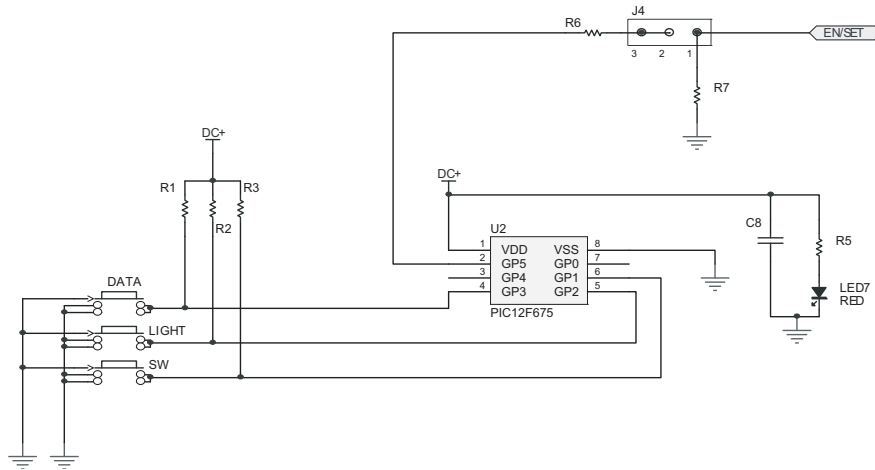 J4
R6
EN/SET
3 2 1
R7
DC+
R1 R3
R2
DC+
C8
R5
U2
1 VDD VSS 8
2 GP5 GP0 7
3 GP4 GP1 6
4 GP3 GP2 5
PIC12F675
LED7
RED
DATA
LIGHT
SW